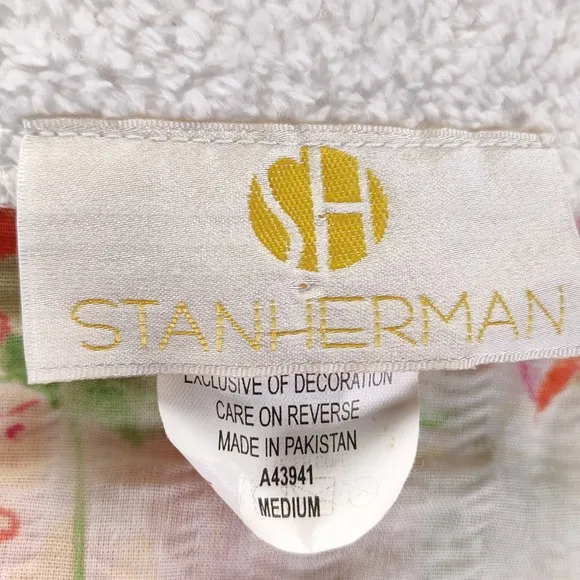 SH
STANHERMAN
EXCLUSIVE OF DECORATION
CARE ON REVERSE
MADE IN PAKISTAN
A43941
MEDIUM